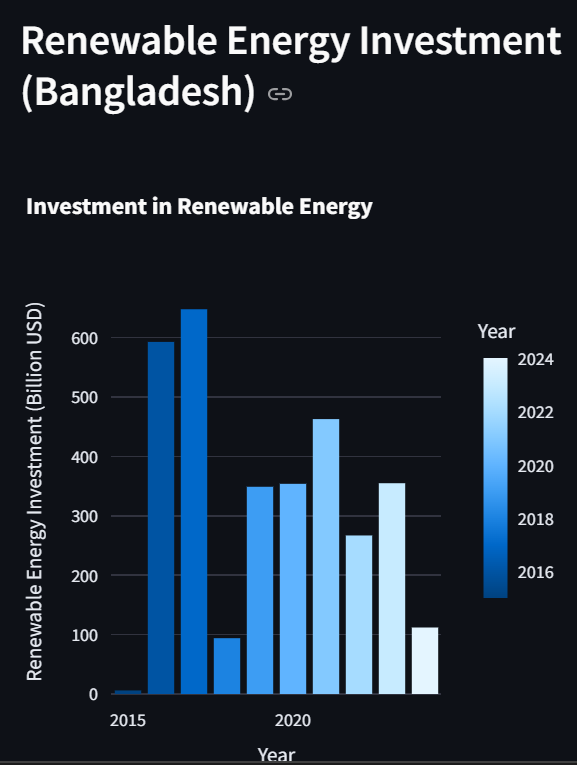 Renewable Energy Investment
(Bangladesh)
Investment in Renewable Energy
Renewable Energy Investment (Billion USD)
600
500
400
300
200
100
0
2015
2020
Year
Year
2024
2022
2020
2018
2016